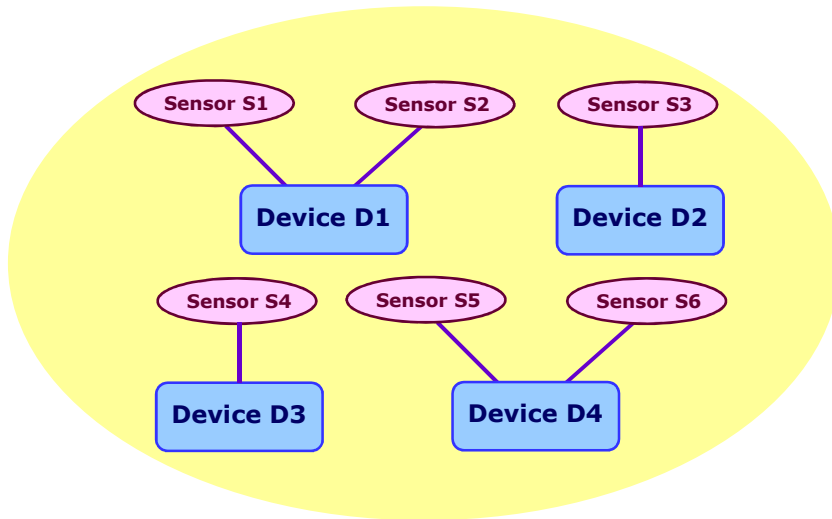 Sensor S1
Sensor S2
Sensor S3
Device D1
Device D2
Sensor S4
Sensor S5
Sensor S6
Device D3
Device D4